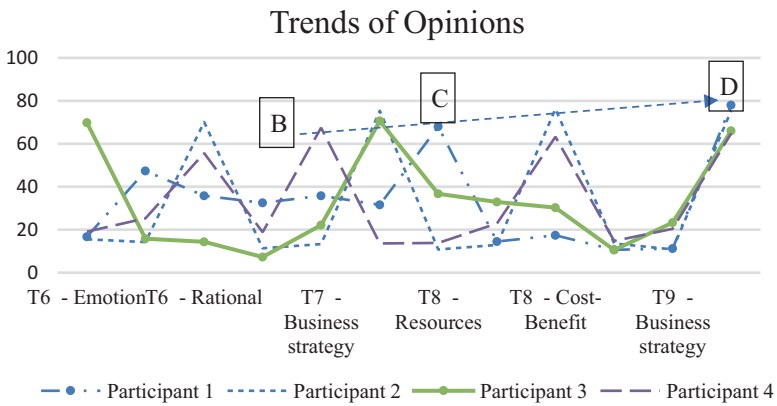 Trends of Opinions
100
80
60
40
20
0
B
C
D
T6 - Emotion T6 - Rational T7 - T8 - T8 - Cost- T9 -
Business Resources Benefit Business
strategy strategy
Participant 1 Participant 2 Participant 3 Participant 4